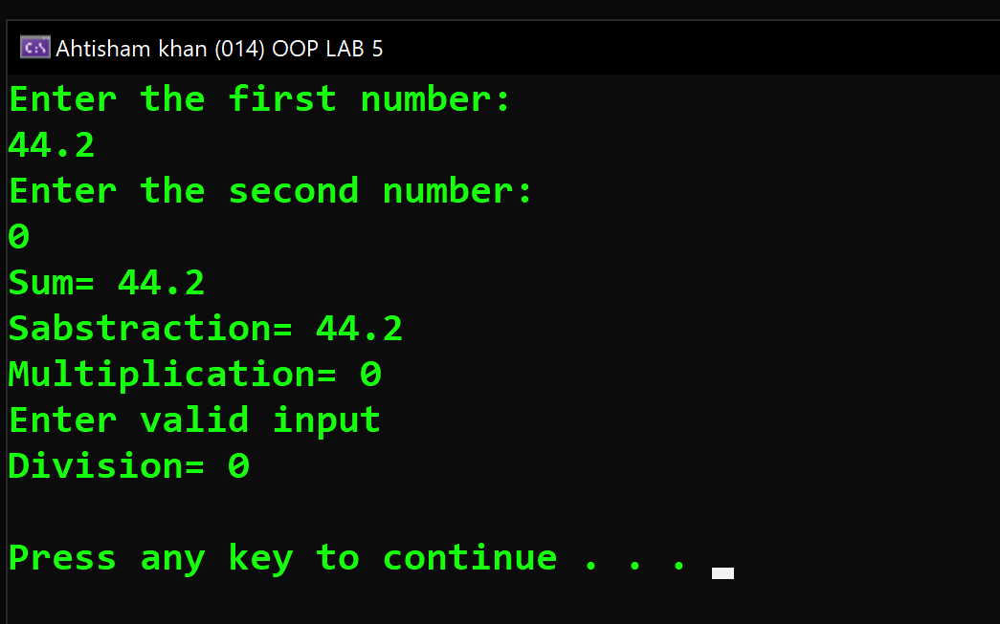 Ahtisham khan (014) OOP LAB 5
Enter the first number:
44.2
Enter the second number:
0
Sum= 44.2
Sabstraction= 44.2
Multiplication= 0
Enter valid input
Division= 0
Press any key to continue . . .